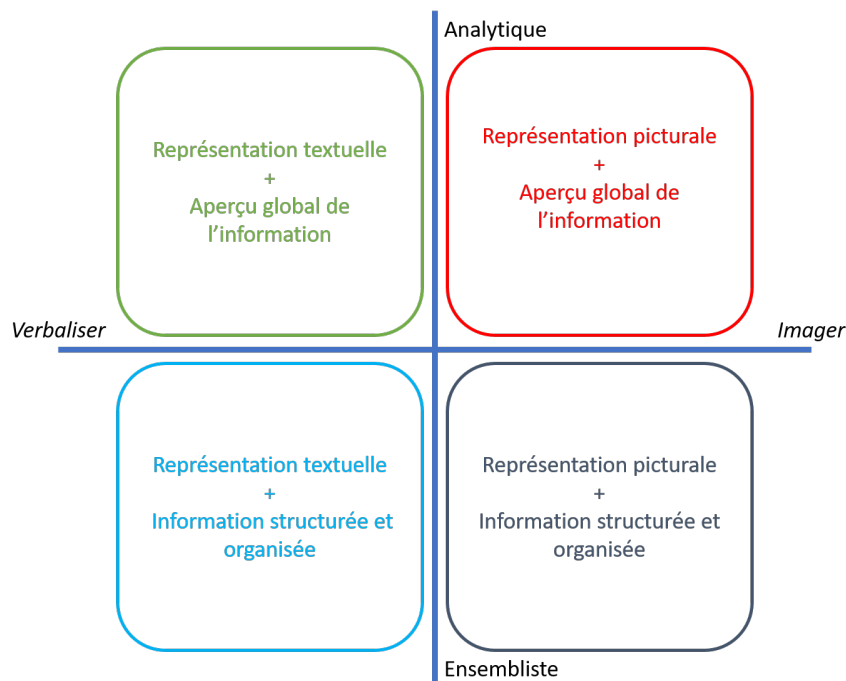 Analytique
Représentation textuelle
+
Aperçu global de
l'information
Représentation picturale
+
Aperçu global de
l'information
Verbaliser
Imager
Représentation textuelle
+
Information structurée et
organisée
Représentation picturale
+
Information structurée et
organisée
Ensembliste